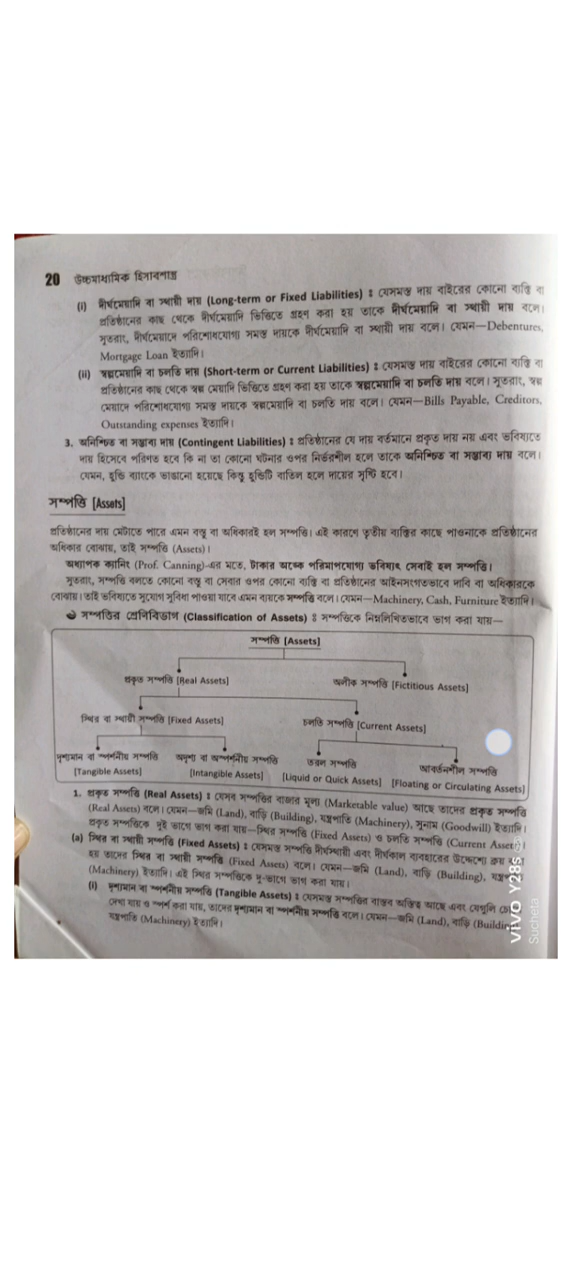 20 উচ্চমাধ্যমিক হিসাবশাস্ত্র
(i) দীর্ঘমেয়াদি বা স্থায়ী দায় (Long-term or Fixed Liabilities) : যেসমস্ত দায় বাইরের কোনো ব্যক্তি বা
প্রতিষ্ঠানের কাছ থেকে দীর্ঘমেয়াদি ভিত্তিতে গ্রহণ করা হয় তাকে দীর্ঘমেয়াদি বা স্থায়ী দায় বলে।
সুতরাং, দীর্ঘমেয়াদে পরিশোধযোগ্য সমস্ত দায়কে দীর্ঘমেয়াদি বা স্থায়ী দায় বলে। যেমন—Debentures,
Mortgage Loan ইত্যাদি।
(ii) স্বল্পমেয়াদি বা চলতি দায় (Short-term or Current Liabilities) : যেসমস্ত দায় বাইরের কোনো ব্যক্তি বা
প্রতিষ্ঠানের কাছ থেকে স্বল্প মেয়াদি ভিত্তিতে গ্রহণ করা হয় তাকে স্বল্পমেয়াদি বা চলতি দায় বলে। সুতরাং, স্বল্প
মেয়াদে পরিশোধযোগ্য সমস্ত দায়কে স্বল্পমেয়াদি বা চলতি দায় বলে। যেমন—Bills Payable, Creditors,
Outstanding expenses ইত্যাদি।
3. অনিশ্চিত বা সম্ভাব্য দায় (Contingent Liabilities) : প্রতিষ্ঠানের যে দায় বর্তমানে প্রকৃত দায় নয় এবং ভবিষ্যতে
দায় হিসেবে পরিণত হবে কি না তা কোনো ঘটনার ওপর নির্ভরশীল হলে তাকে অনিশ্চিত বা সম্ভাব্য দায় বলে।
যেমন, হুন্ডি ব্যাংকে ভাঙানো হয়েছে কিন্তু হুন্ডিটি বাতিল হলে দায়ের সৃষ্টি হবে।
সম্পত্তি [Assets]
প্রতিষ্ঠানের দায় মেটাতে পারে এমন বস্তু বা অধিকারই হল সম্পত্তি। এই কারণে তৃতীয় ব্যক্তির কাছে পাওনাকে প্রতিষ্ঠানের
অধিকার বোঝায়, তাই সম্পত্তি (Assets)।
অধ্যাপক ক্যানিং (Prof. Canning)-এর মতে, টাকার অঙ্কে পরিমাপযোগ্য ভবিষ্যৎ সেবাই হল সম্পত্তি।
সুতরাং, সম্পত্তি বলতে কোনো বস্তু বা সেবার ওপর কোনো ব্যক্তি বা প্রতিষ্ঠানের আইনসংগতভাবে দাবি বা অধিকারকে
বোঝায়। তাই ভবিষ্যতে সুযোগ সুবিধা পাওয়া যাবে এমন ব্যয়কে সম্পত্তি বলে। যেমন—Machinery, Cash, Furniture ইত্যাদি।
সম্পত্তির শ্রেণিবিভাগ (Classification of Assets) : সম্পত্তিকে নিম্নলিখিতভাবে ভাগ করা যায়—
সম্পত্তি [Assets]
প্রকৃত সম্পত্তি [Real Assets] অলীক সম্পত্তি [Fictitious Assets]
স্থির বা স্থায়ী সম্পত্তি [Fixed Assets] চলতি সম্পত্তি [Current Assets]
দৃশ্যমান বা স্পর্শনীয় সম্পত্তি অদৃশ্য বা অস্পর্শনীয় সম্পত্তি তরল সম্পত্তি আবর্তনশীল সম্পত্তি
[Tangible Assets] [Intangible Assets] [Liquid or Quick Assets] [Floating or Circulating Assets]
1. প্রকৃত সম্পত্তি (Real Assets) : যেসব সম্পত্তির বাজার মূল্য (Marketable value) আছে তাদের প্রকৃত সম্পত্তি
(Real Assets) বলে। যেমন—জমি (Land), বাড়ি (Building), যন্ত্রপাতি (Machinery), সুনাম (Goodwill) ইত্যাদি।
প্রকৃত সম্পত্তিকে দুই ভাগে ভাগ করা যায়—স্থির সম্পত্তি (Fixed Assets) ও চলতি সম্পত্তি (Current Assets)।
(a) স্থির বা স্থায়ী সম্পত্তি (Fixed Assets) : যেসমস্ত সম্পত্তি দীর্ঘস্থায়ী এবং দীর্ঘকাল ব্যবহারের উদ্দেশ্যে ক্রয়
হয় তাদের স্থির বা স্থায়ী সম্পত্তি (Fixed Assets) বলে। যেমন—জমি (Land), বাড়ি (Building),
(Machinery) ইত্যাদি। এই স্থির সম্পত্তিকে দু-ভাগে ভাগ করা যায়।
(i) দৃশ্যমান বা স্পর্শনীয় সম্পত্তি (Tangible Assets) : যেসমস্ত সম্পত্তির বাস্তব অস্তিত্ব আছে এবং যেগুলি
দেখা যায় ও স্পর্শ করা যায়, তাদের দৃশ্যমান বা স্পর্শনীয় সম্পত্তি বলে। যেমন—জমি (Land), বাড়ি
যন্ত্রপাতি (Machinery) ইত্যাদি।
vivo Y28s
Sucheta